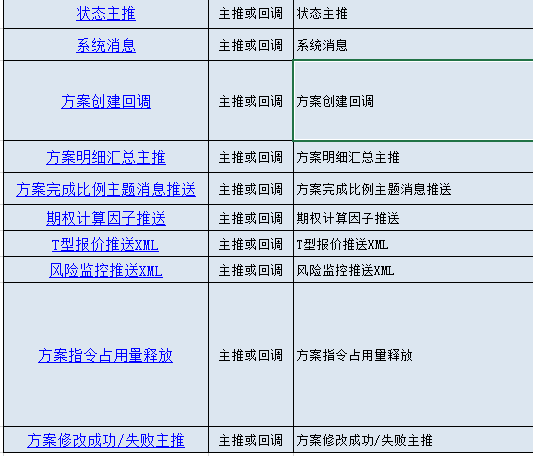 状态主推 主推或回调 状态主推
系统消息 主推或回调 系统消息
方案创建回调 主推或回调 方案创建回调
方案明细汇总主推 主推或回调 方案明细汇总主推
方案完成比例主题消息推送 主推或回调 方案完成比例主题消息推送
期权计算因子推送 主推或回调 期权计算因子推送
T型报价推送XML 主推或回调 T型报价推送XML
风险监控推送XML 主推或回调 风险监控推送XML
方案指令占用量释放 主推或回调 方案指令占用量释放
方案修改成功/失败主推 主推或回调 方案修改成功/失败主推